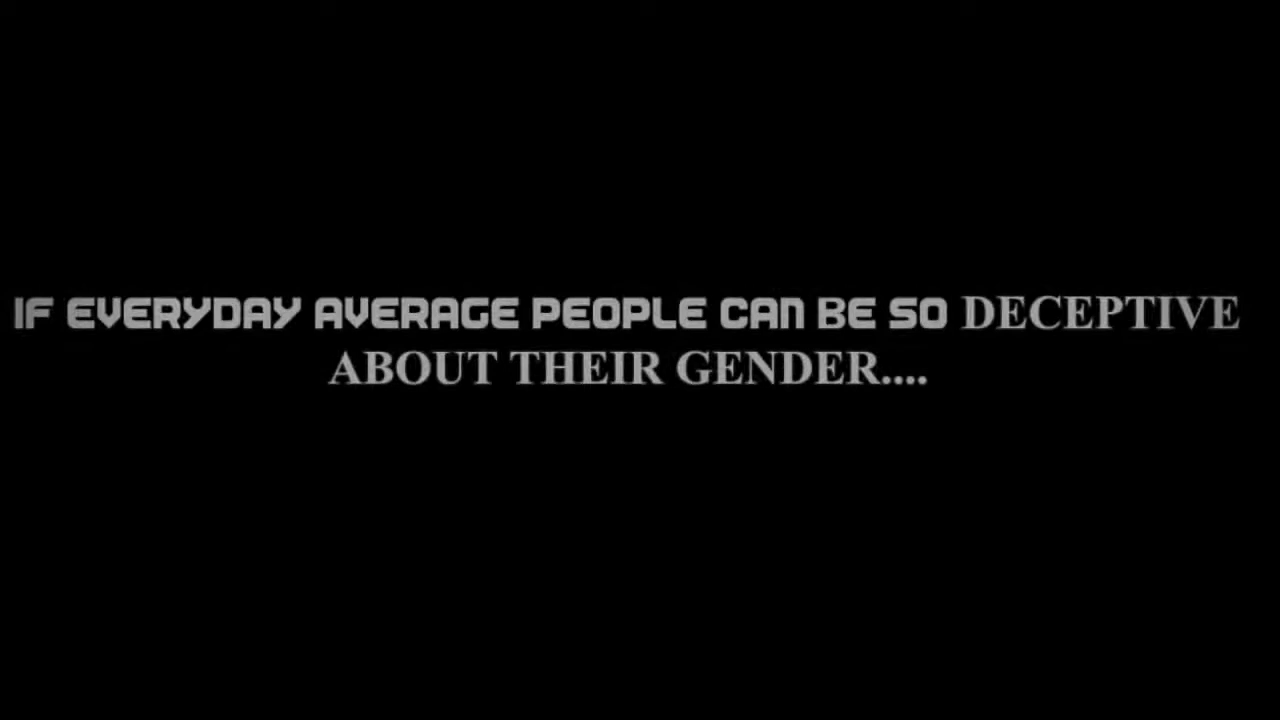 IF EVERYDAY AVERAGE PEOPLE CAN BE SO DECEPTIVE
ABOUT THEIR GENDER....